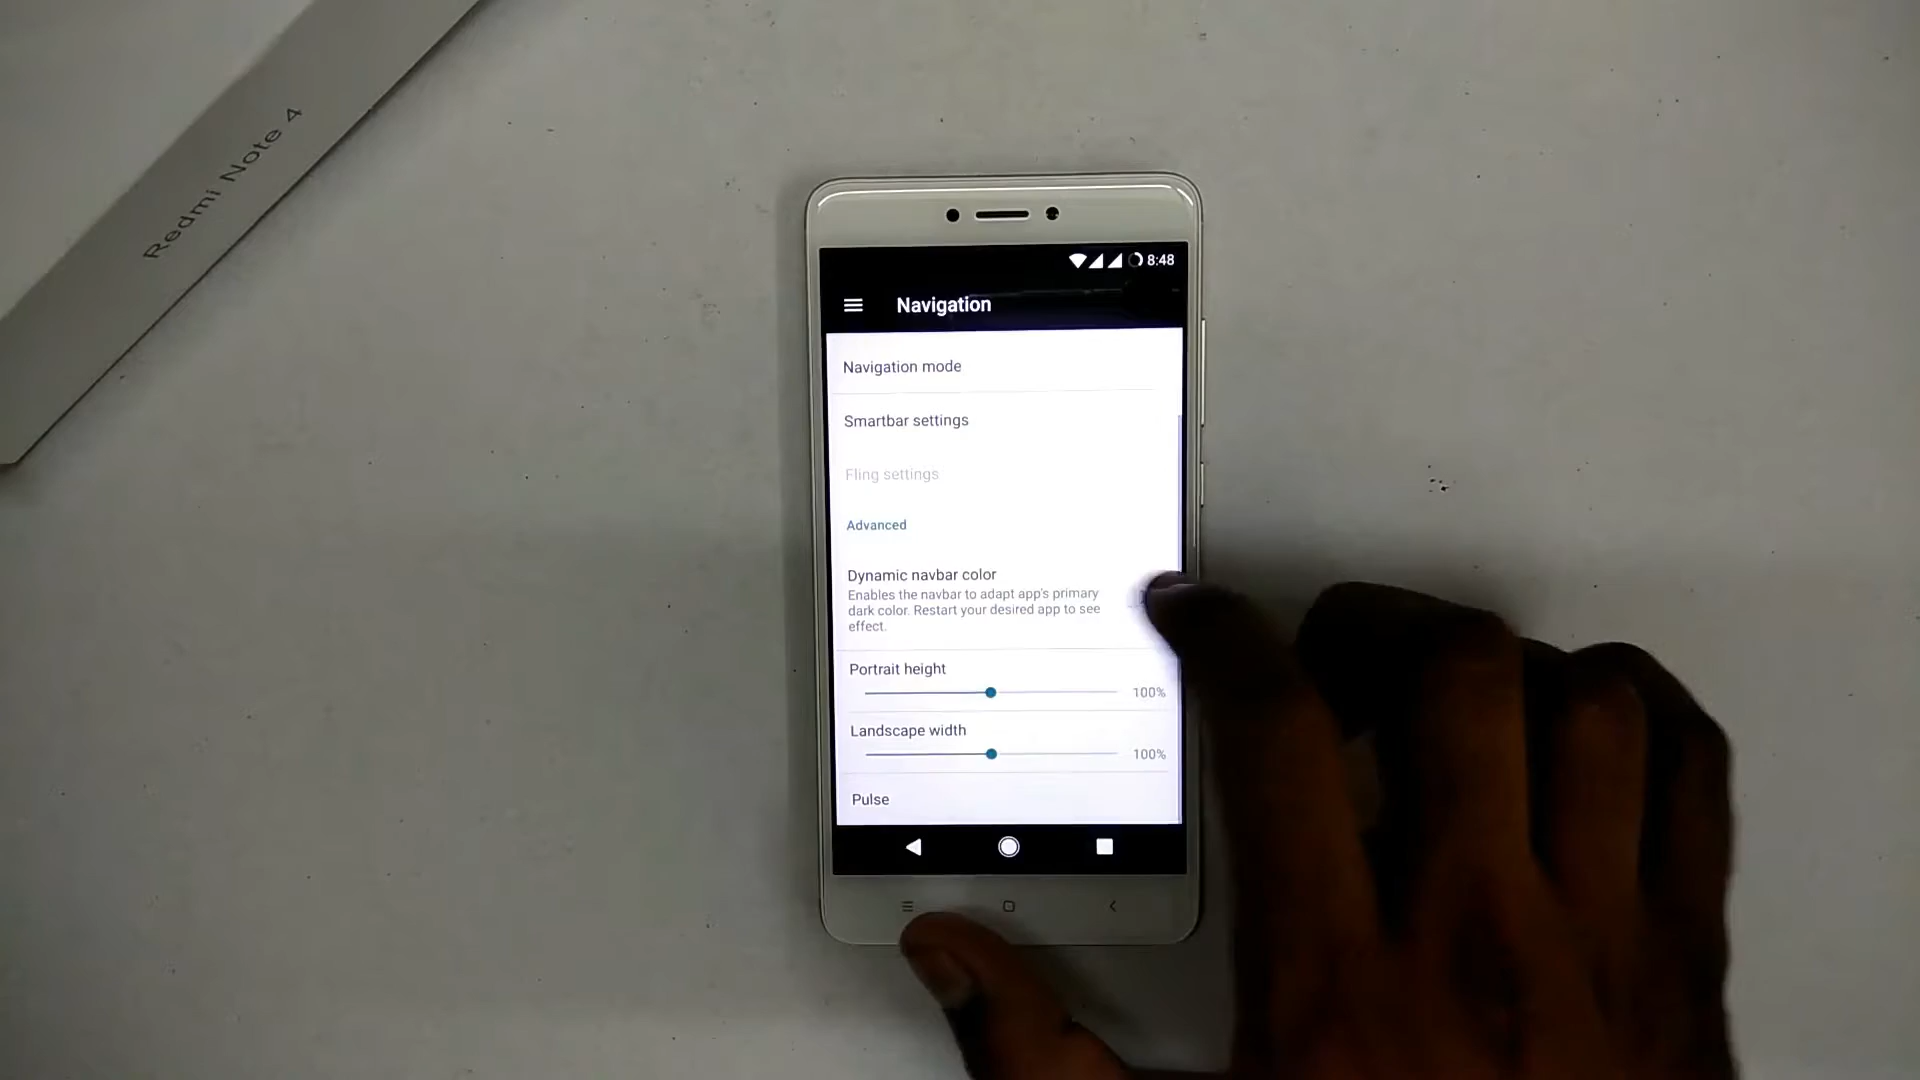 Redmi Note 4
8:48
Navigation
Navigation mode
Smartbar settings
Fling settings
Advanced
Dynamic navbar color
Enables the navbar to adapt app's primary
dark color. Restart your desired app to see
effect.
Portrait height
100%
Landscape width
100%
Pulse